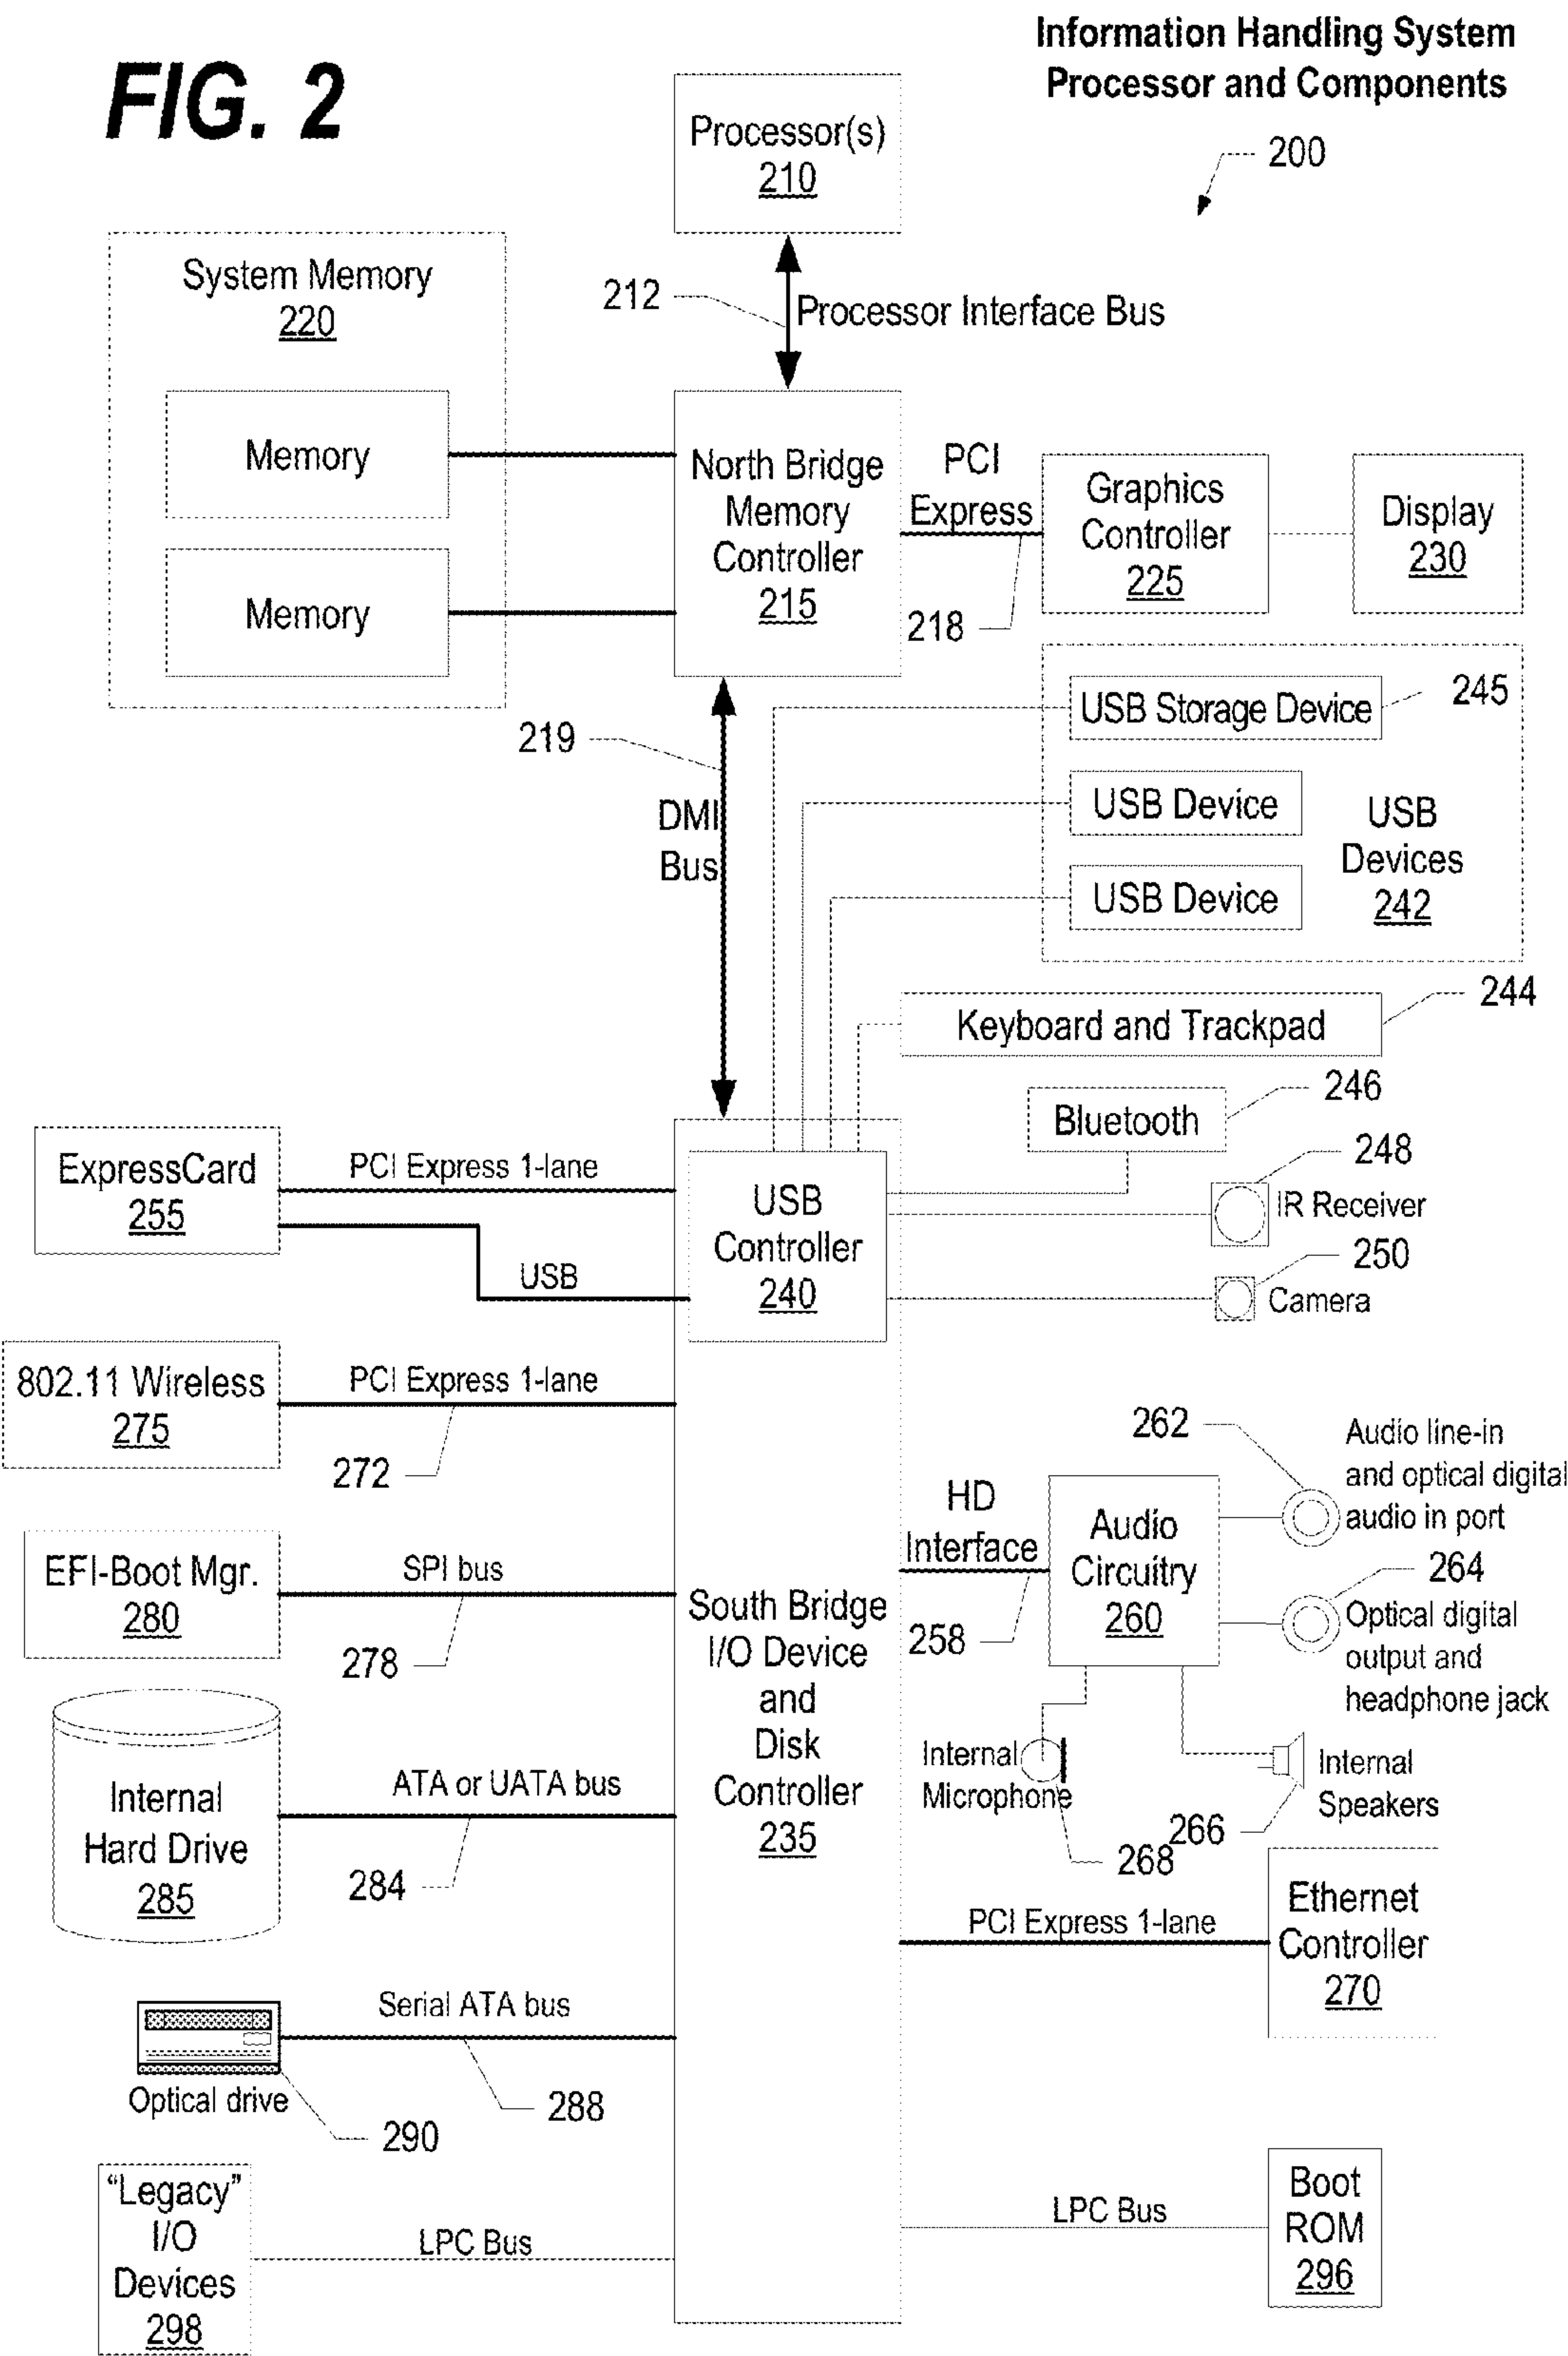 Information Handling System
Processor and Components
FIG. 2
200
Processor(s)
210
System Memory
220
212
Processor Interface Bus
Memory
Memory
North Bridge
Memory
Controller
215
PCI
Express
218
Graphics
Controller
225
Display
230
219
DMI
Bus
USB Storage Device
245
USB Device
USB Device
USB
Devices
242
Keyboard and Trackpad
244
Bluetooth
246
248
IR Receiver
250
Camera
ExpressCard
255
PCI Express 1-lane
USB
USB
Controller
240
802.11 Wireless
275
PCI Express 1-lane
272
262
Audio line-in
and optical digital
audio in port
HD
Interface
258
Audio
Circuitry
260
264
Optical digital
output and
headphone jack
EFI-Boot Mgr.
280
SPI bus
278
South Bridge
I/O Device
and
Disk
Controller
235
Internal
Microphone
268
Internal
Speakers
266
Internal
Hard Drive
285
ATA or UATA bus
284
PCI Express 1-lane
Ethernet
Controller
270
Serial ATA bus
288
Optical drive
290
"Legacy"
I/O
Devices
298
LPC Bus
LPC Bus
Boot
ROM
296